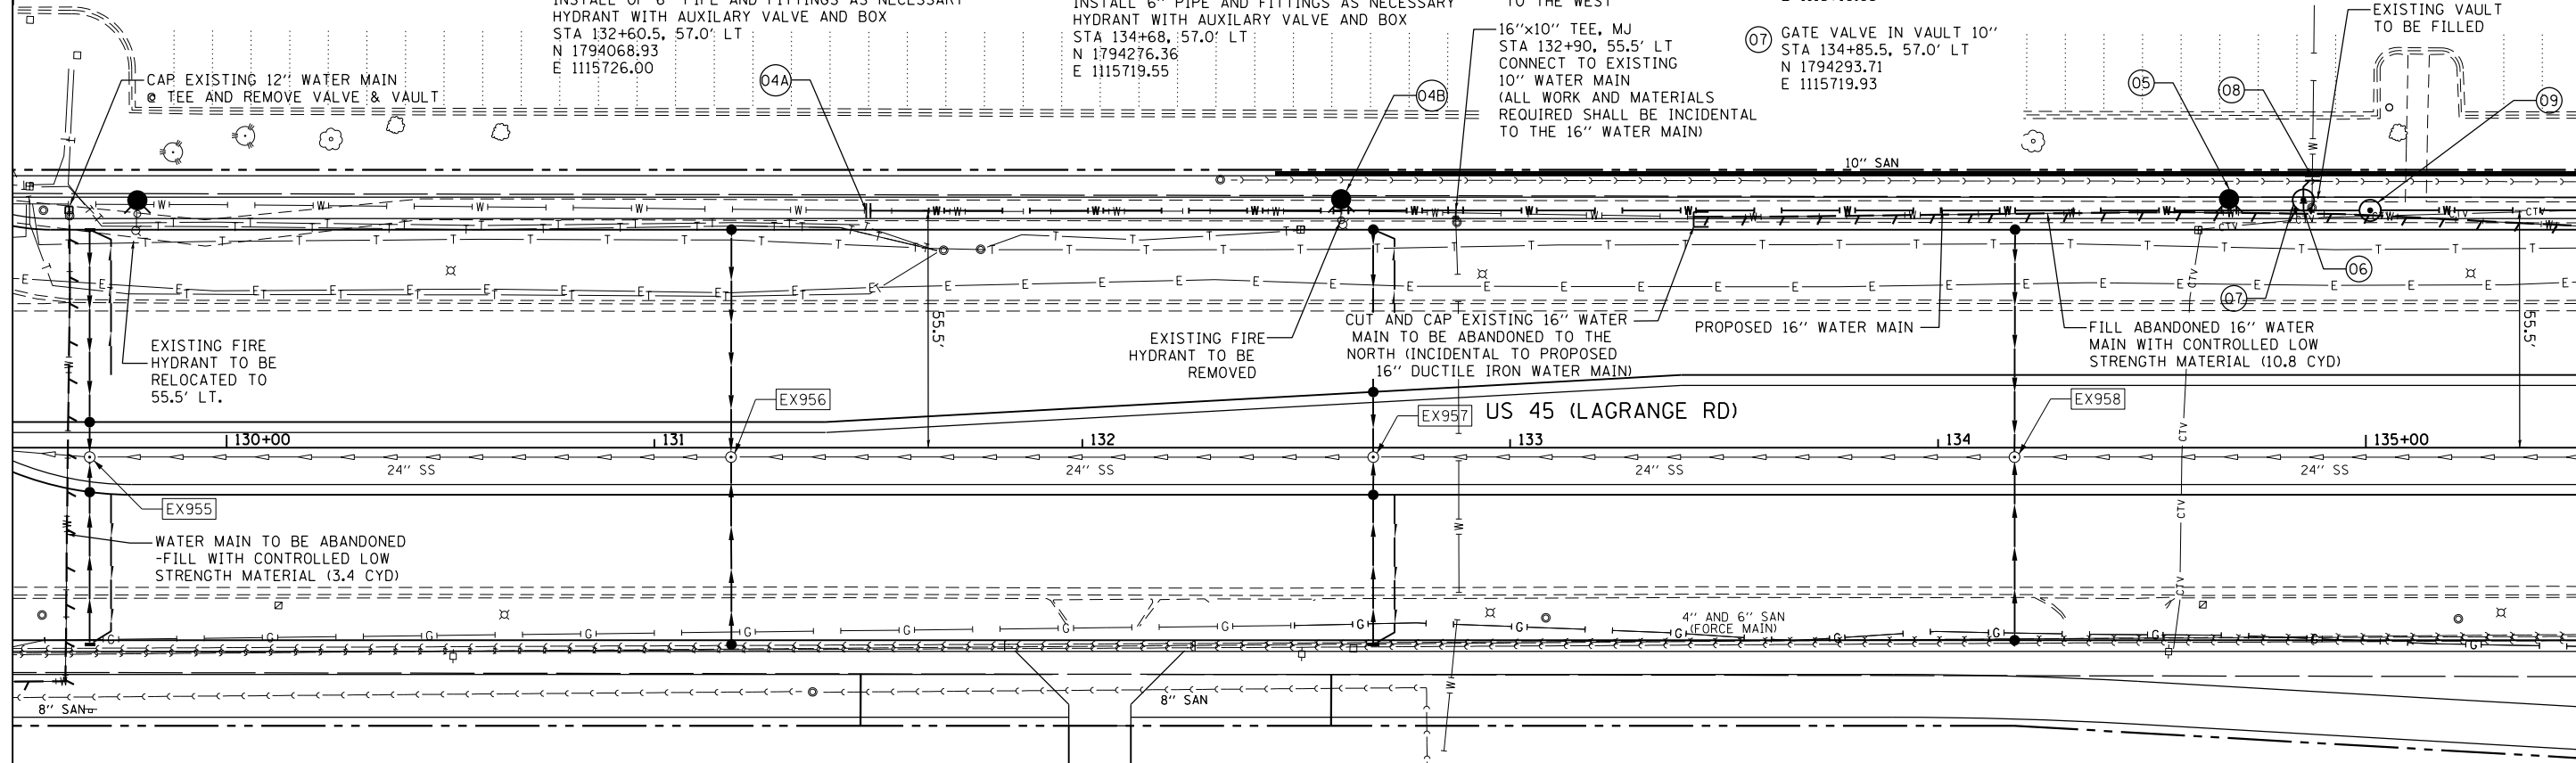 INSTALL OF 6" PIPE AND FITTINGS AS NECESSARY
HYDRANT WITH AUXILARY VALVE AND BOX
STA 132+60.5, 57.0' LT
N 1794068.93
E 1115726.00
INSTALL 6" PIPE AND FITTINGS AS NECESSARY
HYDRANT WITH AUXILARY VALVE AND BOX
STA 134+68, 57.0' LT
N 1794276.36
E 1115719.55
TO THE WEST
16"x10" TEE, MJ
STA 132+90, 55.5' LT
CONNECT TO EXISTING
10" WATER MAIN
(ALL WORK AND MATERIALS
REQUIRED SHALL BE INCIDENTAL
TO THE 16" WATER MAIN)
07
GATE VALVE IN VAULT 10"
STA 134+85.5, 57.0' LT
N 1794293.71
E 1115719.93
EXISTING VAULT
TO BE FILLED
CAP EXISTING 12" WATER MAIN
@ TEE AND REMOVE VALVE & VAULT
04A
04B
05
08
09
10" SAN
06
07
55.5'
55.5'
EXISTING FIRE
HYDRANT TO BE
RELOCATED TO
55.5' LT.
EXISTING FIRE
HYDRANT TO BE
REMOVED
CUT AND CAP EXISTING 16" WATER
MAIN TO BE ABANDONED TO THE
NORTH (INCIDENTAL TO PROPOSED
16" DUCTILE IRON WATER MAIN)
PROPOSED 16" WATER MAIN
FILL ABANDONED 16" WATER
MAIN WITH CONTROLLED LOW
STRENGTH MATERIAL (10.8 CYD)
EX956
EX957
US 45 (LAGRANGE RD)
EX958
130+00
131
132
133
134
135+00
24" SS
24" SS
24" SS
24" SS
EX955
WATER MAIN TO BE ABANDONED
-FILL WITH CONTROLLED LOW
STRENGTH MATERIAL (3.4 CYD)
4" AND 6" SAN
(FORCE MAIN)
8" SAN
8" SAN